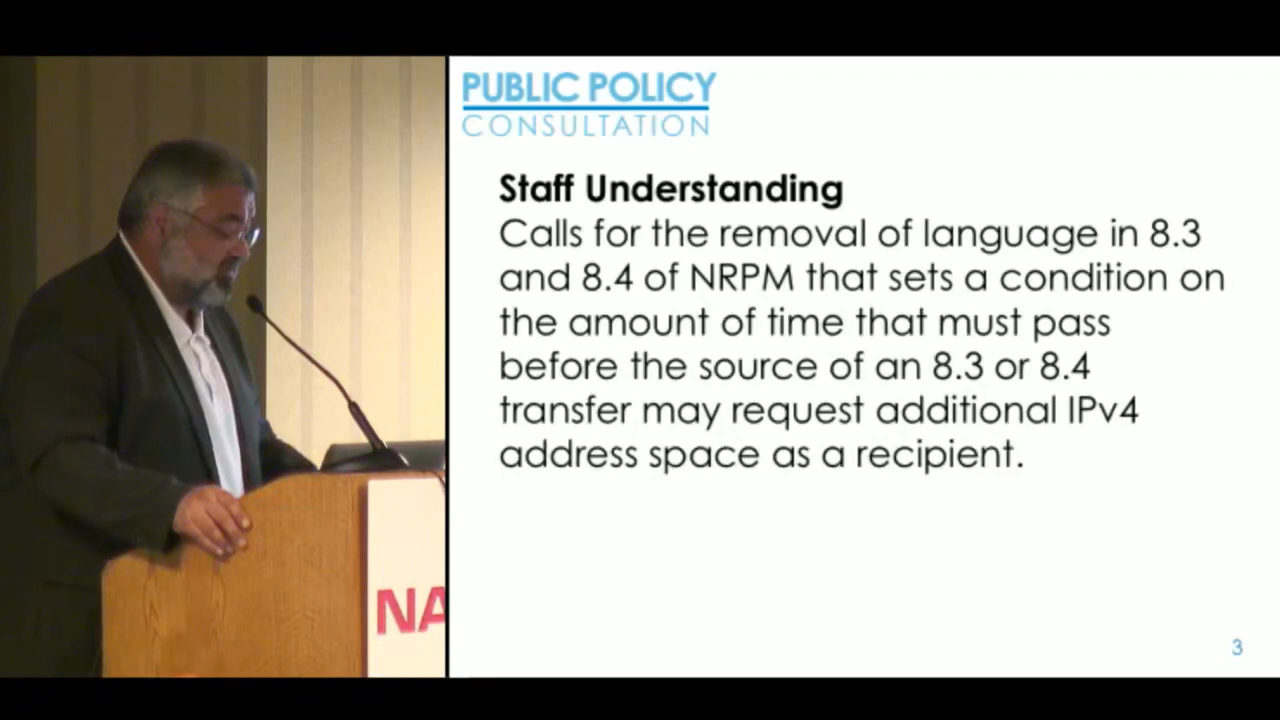 PUBLIC POLICY
CONSULTATION
Staff Understanding
Calls for the removal of language in 8.3
and 8.4 of NRPM that sets a condition on
the amount of time that must pass
before the source of an 8.3 or 8.4
transfer may request additional IPv4
address space as a recipient.
NA
3